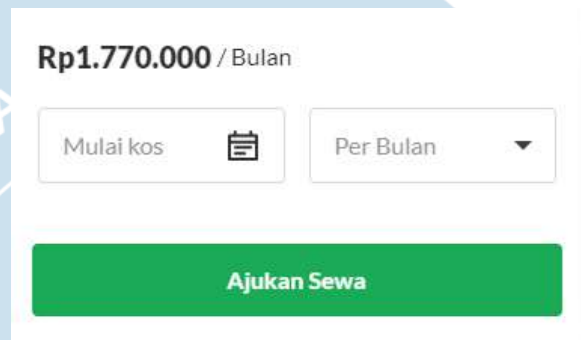 Rp1.770.000 / Bulan
Mulai kos Per Bulan
Ajukan Sewa